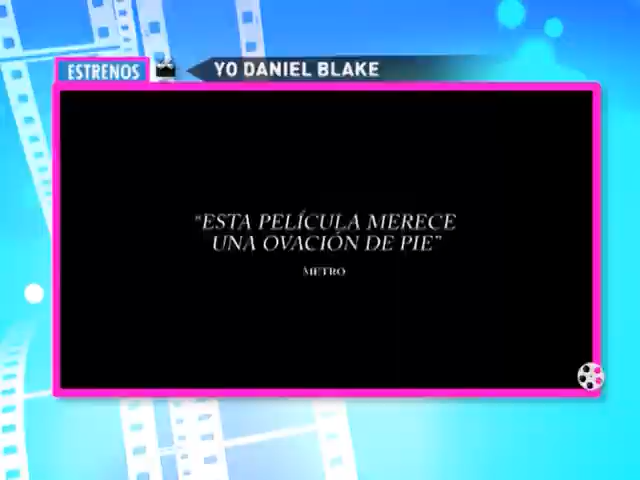 ESTRENOS
YO DANIEL BLAKE
"ESTA PELÍCULA MERECE
UNA OVACIÓN DE PIE"
METRO